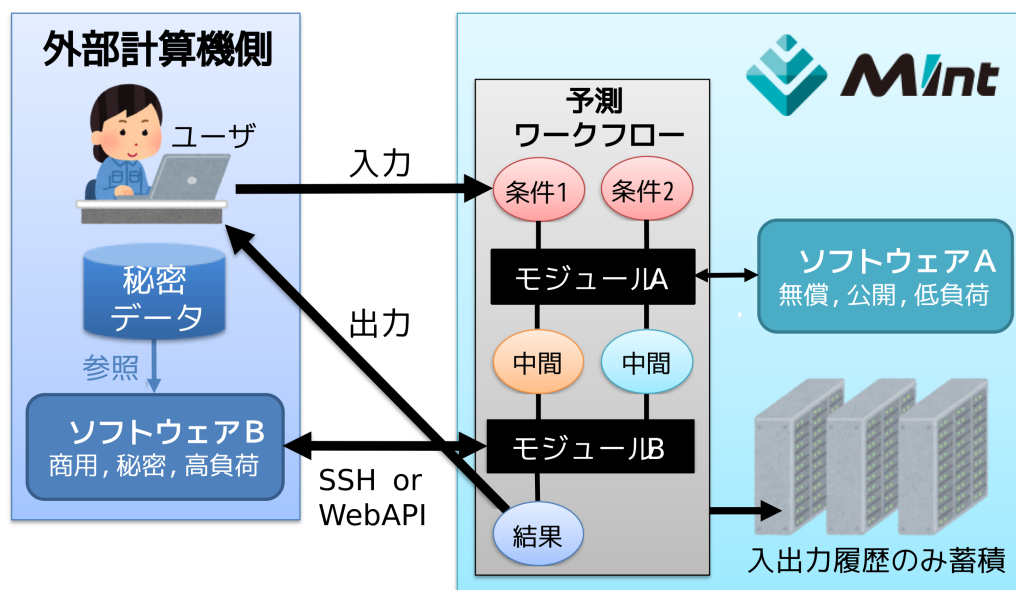 外部計算機側
ユーザ
秘密
データ
参照
ソフトウェアB
商用,秘密,高負荷
入力
出力
SSH or
WebAPI
MInt
予測
ワークフロー
条件1
条件2
モジュールA
中間
中間
モジュールB
結果
ソフトウェアA
無償,公開,低負荷
入出力履歴のみ蓄積